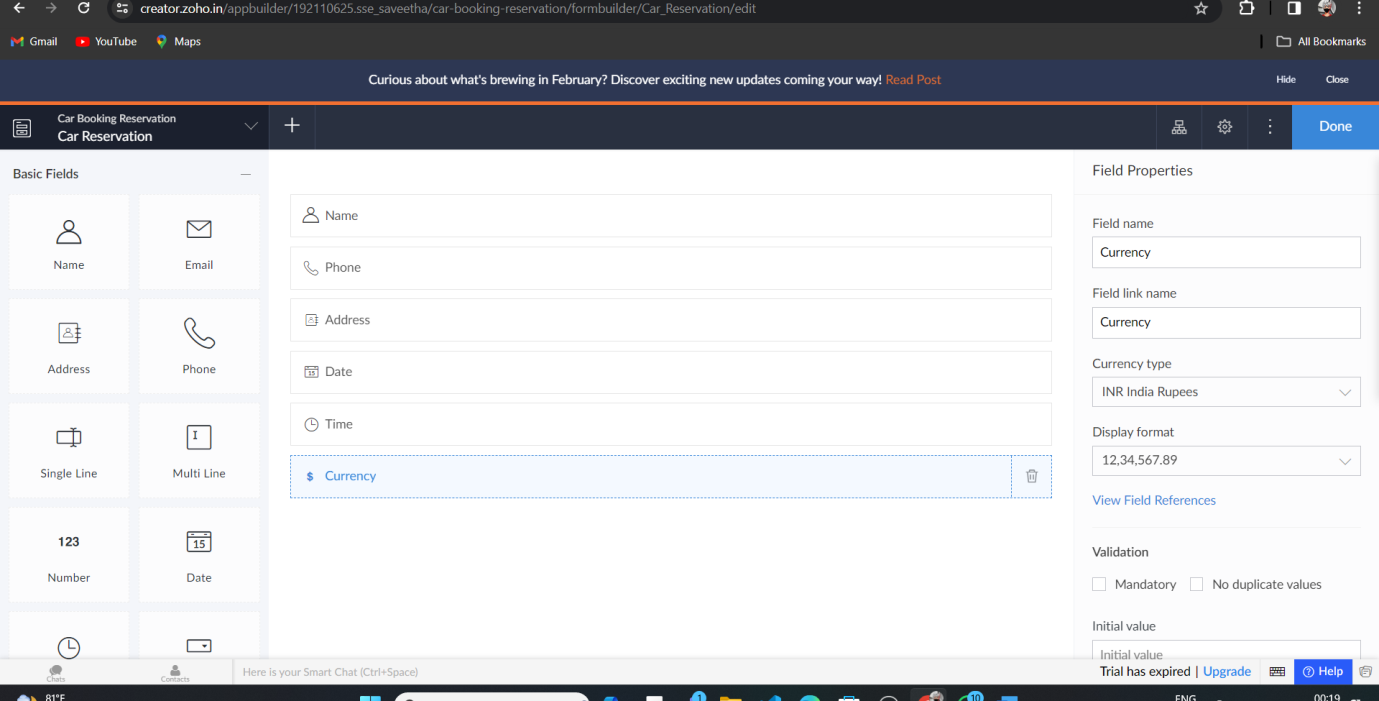 creator.zoho.in/appbuilder/192110625.sse_saveetha/car-booking-reservation/formbuilder/Car_Reservation/edit
Gmail YouTube Maps All Bookmarks
Curious about what's brewing in February? Discover exciting new updates coming your way! Read Post Hide Close
Car Booking Reservation
Car Reservation
Done
Basic Fields
Name Email
Address Phone
Single Line Multi Line
123
15
Number Date
Name
Phone
Address
15 Date
Time
$ Currency
Field Properties
Field name
Currency
Field link name
Currency
Currency type
INR India Rupees
Display format
12,34,567.89
View Field References
Validation
Mandatory No duplicate values
Initial value
Initial value
Chats Contacts Here is your Smart Chat (Ctrl+Space) Trial has expired | Upgrade Help
81°F 1 10 ENG 00:19